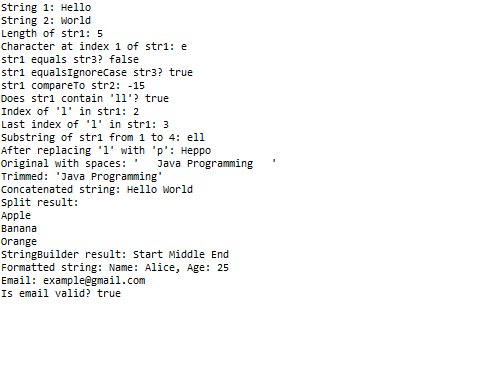 String 1: Hello
String 2: World
Length of str1: 5
Character at index 1 of str1: e
str1 equals str3? false
str1 equalsIgnoreCase str3? true
str1 compareTo str2: -15
Does str1 contain 'll'? true
Index of 'l' in str1: 2
Last index of 'l' in str1: 3
Substring of str1 from 1 to 4: ell
After replacing 'l' with 'p': Heppo
Original with spaces: '   Java Programming   '
Trimmed: 'Java Programming'
Concatenated string: Hello World
Split result:
Apple
Banana
Orange
StringBuilder result: Start Middle End
Formatted string: Name: Alice, Age: 25
Email: example@gmail.com
Is email valid? true